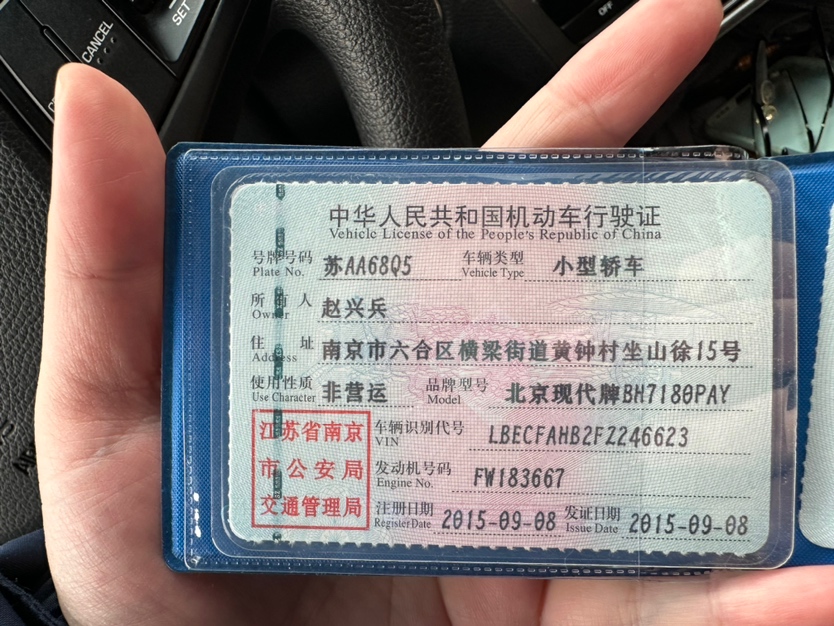 CANCEL
SET
OFF
中华人民共和国机动车行驶证
Vehicle License of the People's Republic of China
号牌号码 苏AA68Q5 车辆类型 小型轿车
Plate No. Vehicle Type
所有人 赵兴兵
Owner
住址 南京市六合区横梁街道黄钟村坐山徐15号
Address
使用性质 非营运 品牌型号 北京现代牌BH7180PAY
Use Character Model
江苏省南京 车辆识别代号 LBECFAHB2FZ246623
VIN
市公安局 发动机号码 FW183667
Engine No.
交通管理局 注册日期 2015-09-08 发证日期 2015-09-08
Register Date Issue Date